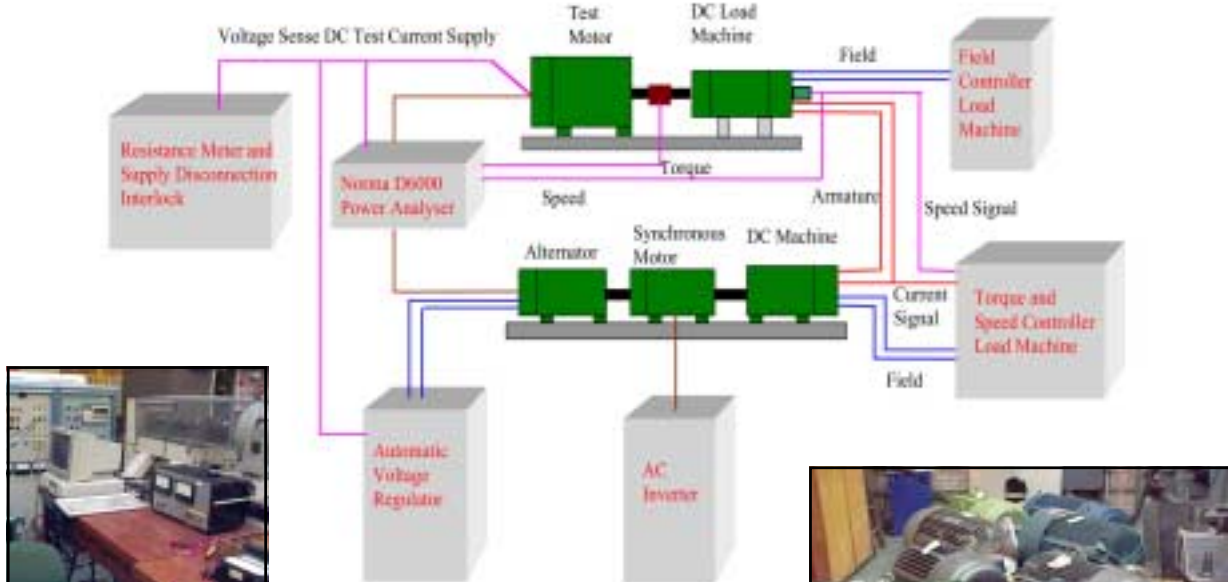 Test
Motor
DC Load
Machine
Voltage Sense DC Test Current Supply
Field
Field
Controller
Load
Machine
Resistance Meter and
Supply Disconnection
Interlock
Norma D6000
Power Analyser
Torque
Speed
Armature
Speed Signal
Alternator
Synchronous
Motor
DC Machine
Current
Signal
Torque and
Speed Controller
Load Machine
Field
Automatic
Voltage
Regulator
AC
Inverter